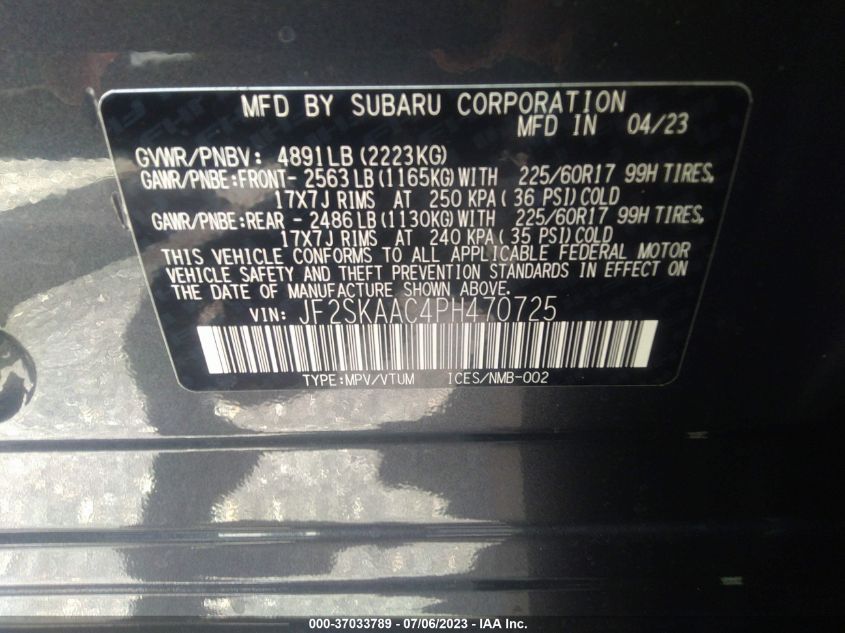 MFD BY SUBARU CORPORATION
MFD IN 04/23
GVWR/PNBV: 4891LB (2223KG)
GAWR/PNBE:FRONT- 2563LB (1165KG)WITH 225/60R17 99H TIRES,
17X7J RIMS AT 250 KPA ( 36 PSI)COLD
GAWR/PNBE:REAR - 2486LB (1130KG)WITH 225/60R17 99H TIRES,
17X7J RIMS AT 240 KPA ( 35 PSI)COLD
THIS VEHICLE CONFORMS TO ALL APPLICABLE FEDERAL MOTOR
VEHICLE SAFETY AND THEFT PREVENTION STANDARDS IN EFFECT ON
THE DATE OF MANUFACTURE SHOWN ABOVE.
VIN: JF2SKAAC4PH470725
TYPE:MPV/VTUM ICES/NMB-002
000-37033789 - 07/06/2023 - IAA Inc.